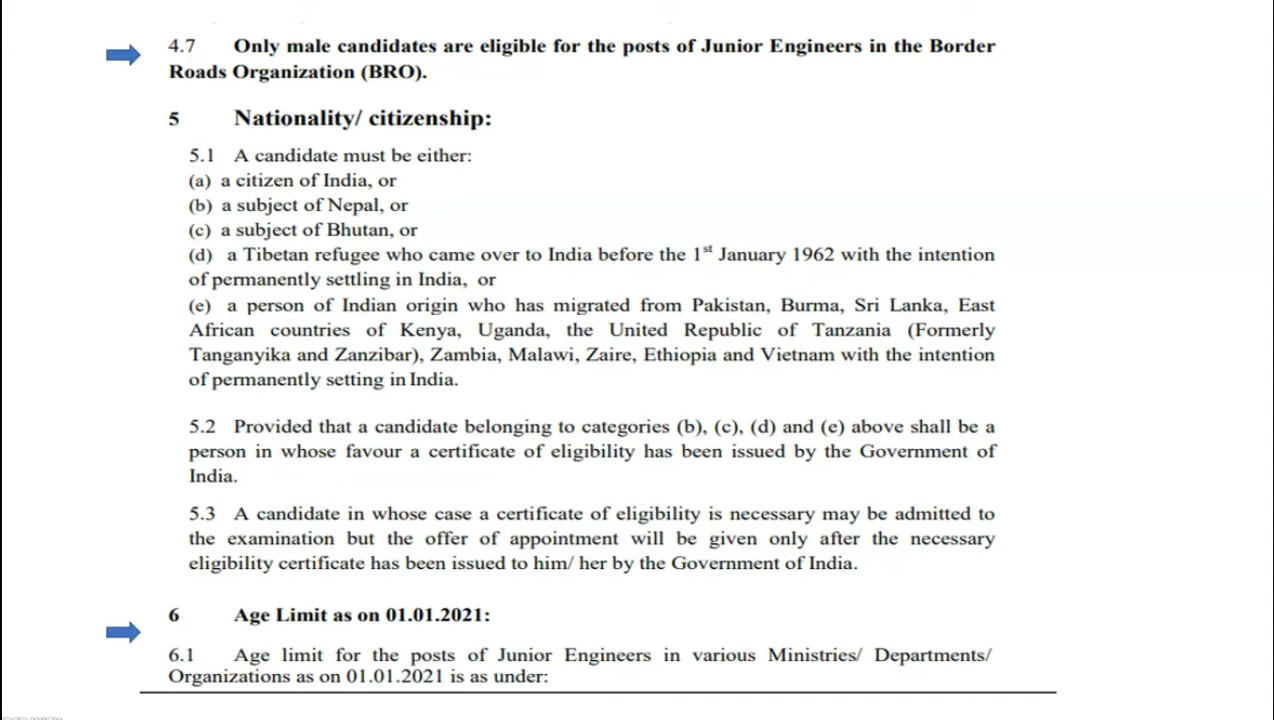 4.7 Only male candidates are eligible for the posts of Junior Engineers in the Border
Roads Organization (BRO).
5 Nationality/ citizenship:
5.1 A candidate must be either:
(a) a citizen of India, or
(b) a subject of Nepal, or
(c) a subject of Bhutan, or
(d) a Tibetan refugee who came over to India before the 1st January 1962 with the intention
of permanently settling in India, or
(e) a person of Indian origin who has migrated from Pakistan, Burma, Sri Lanka, East
African countries of Kenya, Uganda, the United Republic of Tanzania (Formerly
Tanganyika and Zanzibar), Zambia, Malawi, Zaire, Ethiopia and Vietnam with the intention
of permanently setting in India.
5.2 Provided that a candidate belonging to categories (b), (c), (d) and (e) above shall be a
person in whose favour a certificate of eligibility has been issued by the Government of
India.
5.3 A candidate in whose case a certificate of eligibility is necessary may be admitted to
the examination but the offer of appointment will be given only after the necessary
eligibility certificate has been issued to him/ her by the Government of India.
6 Age Limit as on 01.01.2021:
6.1 Age limit for the posts of Junior Engineers in various Ministries/ Departments/
Organizations as on 01.01.2021 is as under: